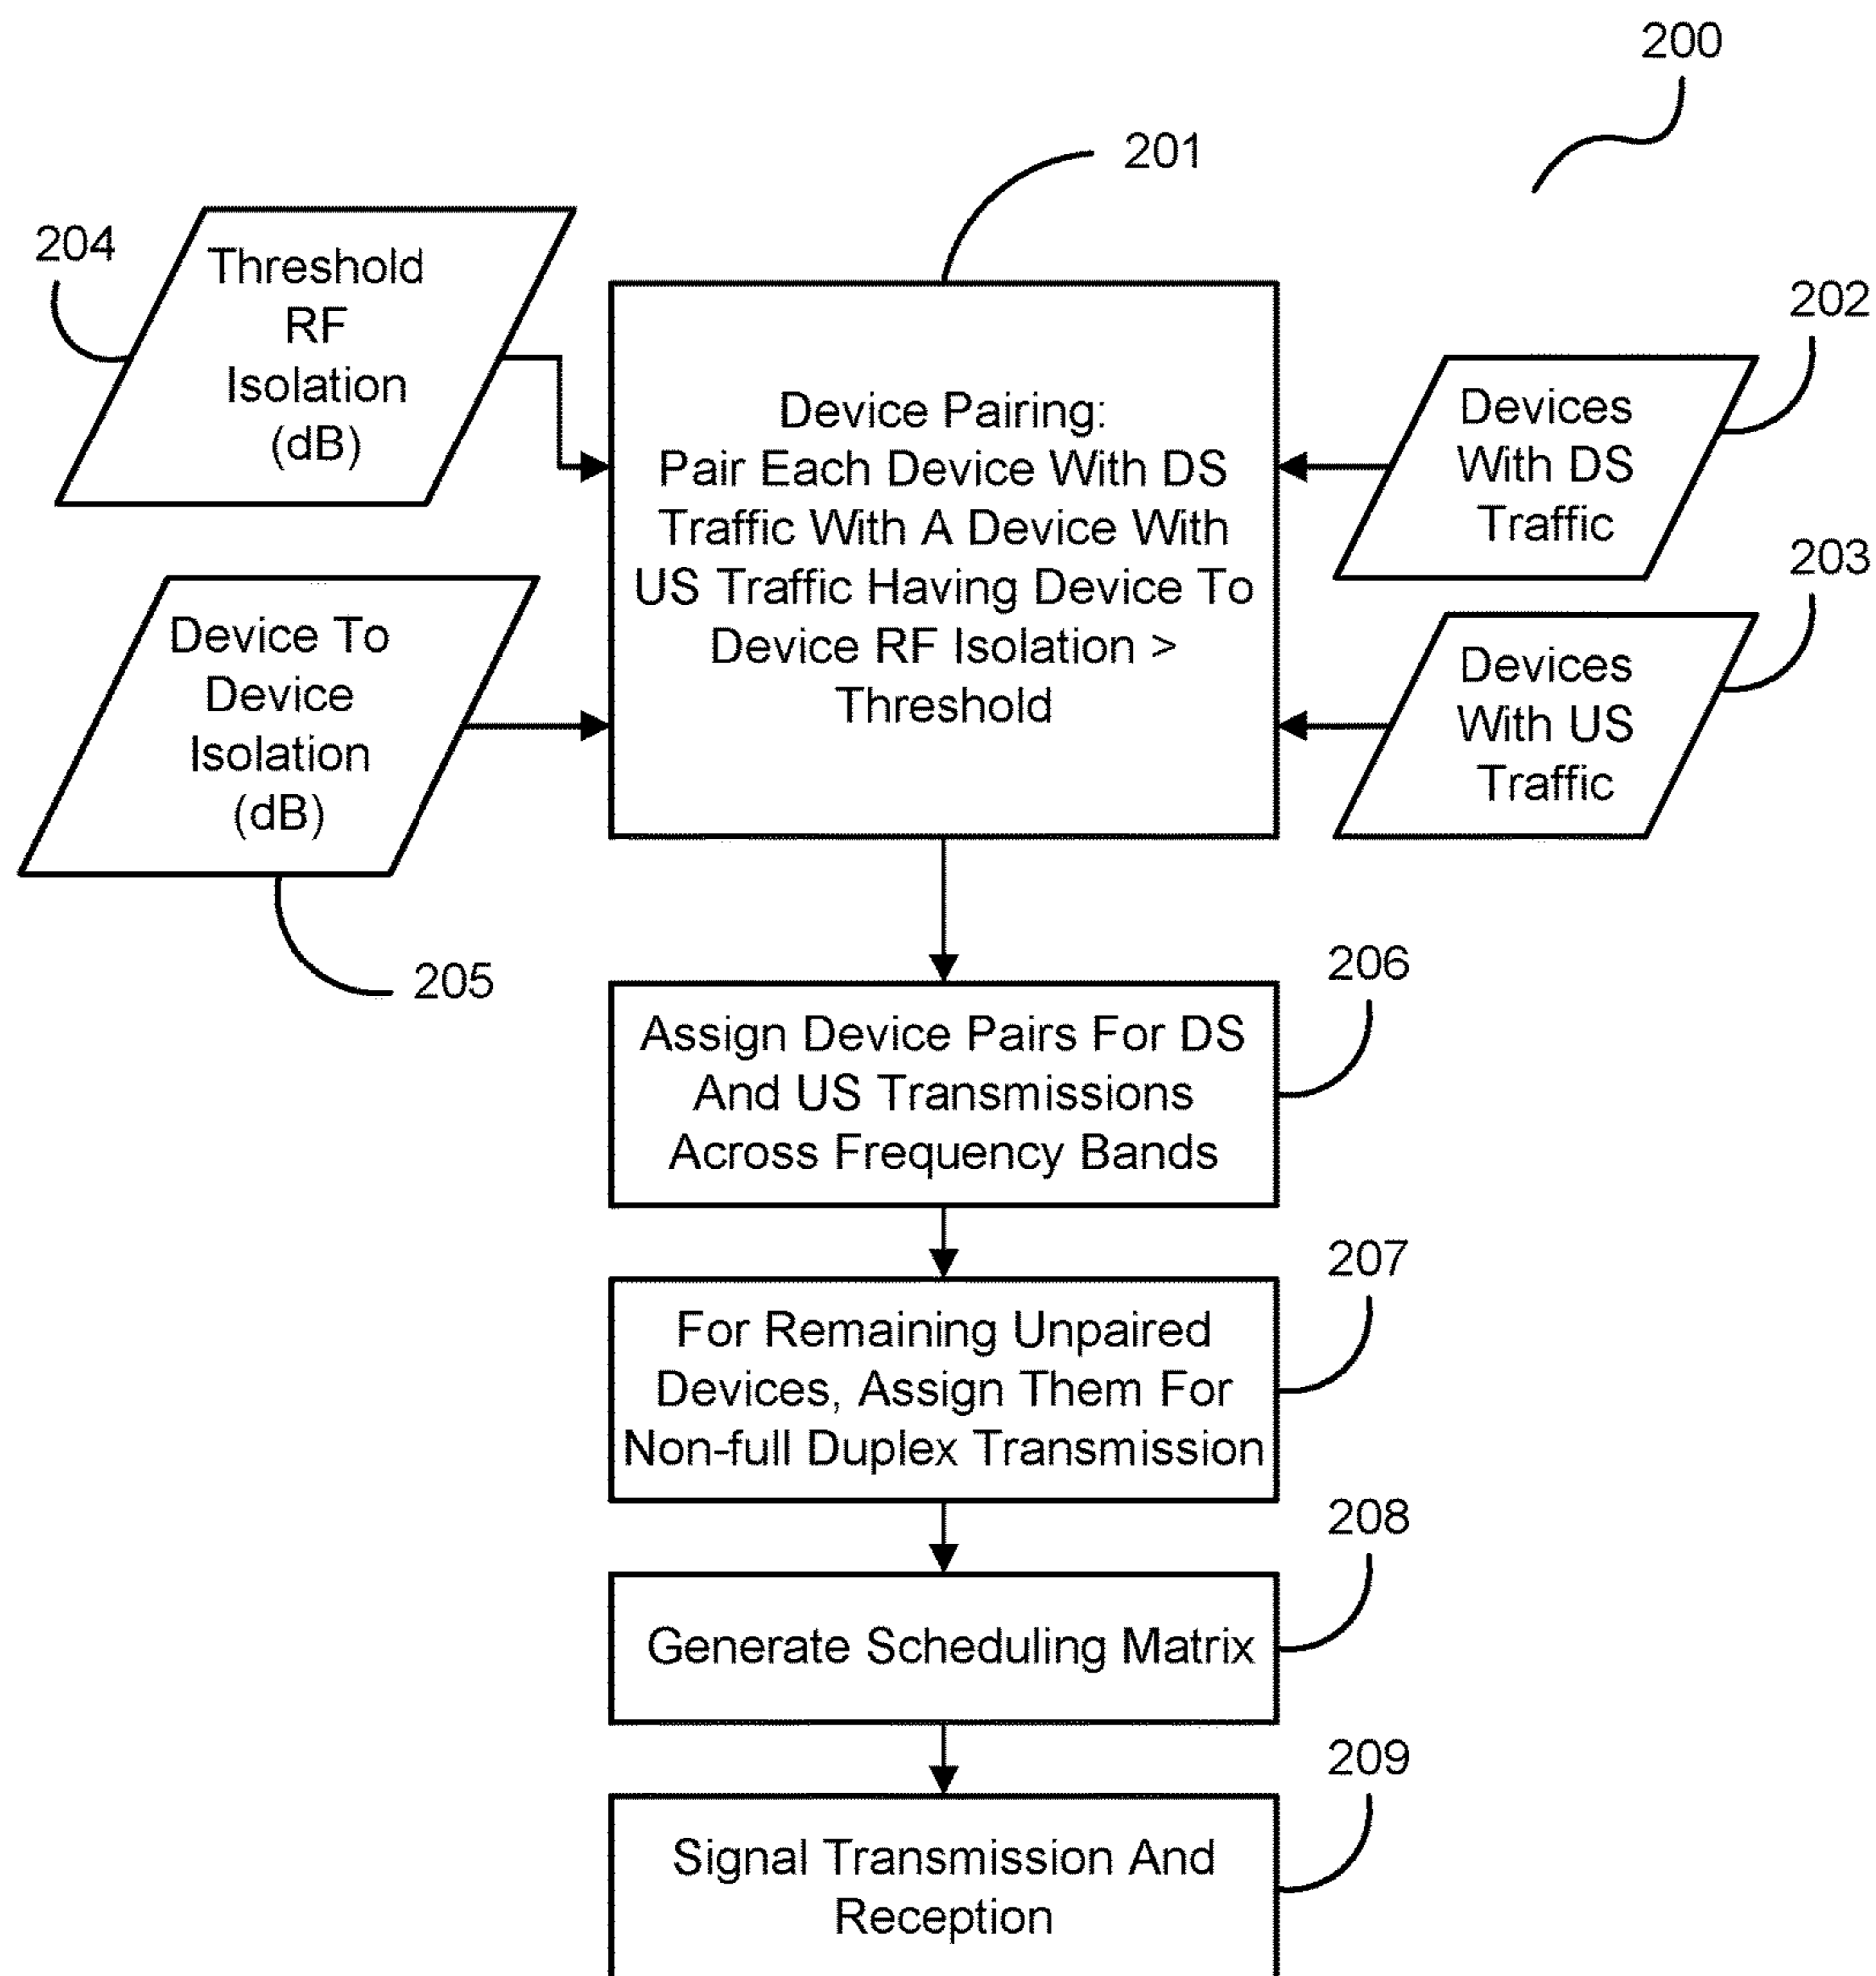 200
201
204
Threshold
RF
Isolation
(dB)
202
Devices
With DS
Traffic
Device Pairing:
Pair Each Device With DS
Traffic With A Device With
US Traffic Having Device To
Device RF Isolation >
Threshold
203
Devices
With US
Traffic
Device To
Device
Isolation
(dB)
205
206
Assign Device Pairs For DS
And US Transmissions
Across Frequency Bands
207
For Remaining Unpaired
Devices, Assign Them For
Non-full Duplex Transmission
208
Generate Scheduling Matrix
209
Signal Transmission And
Reception